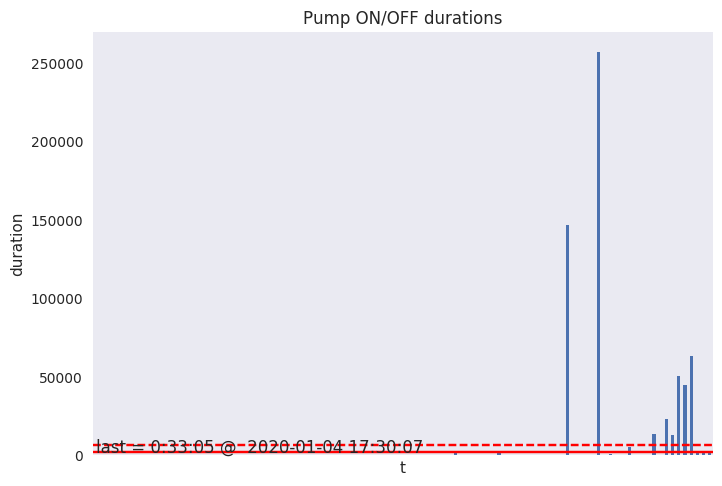 Pump ON/OFF durations
250000
200000
150000
100000
50000
0
duration
last = 0:33:05 @  2020-01-04 17:30:07
t